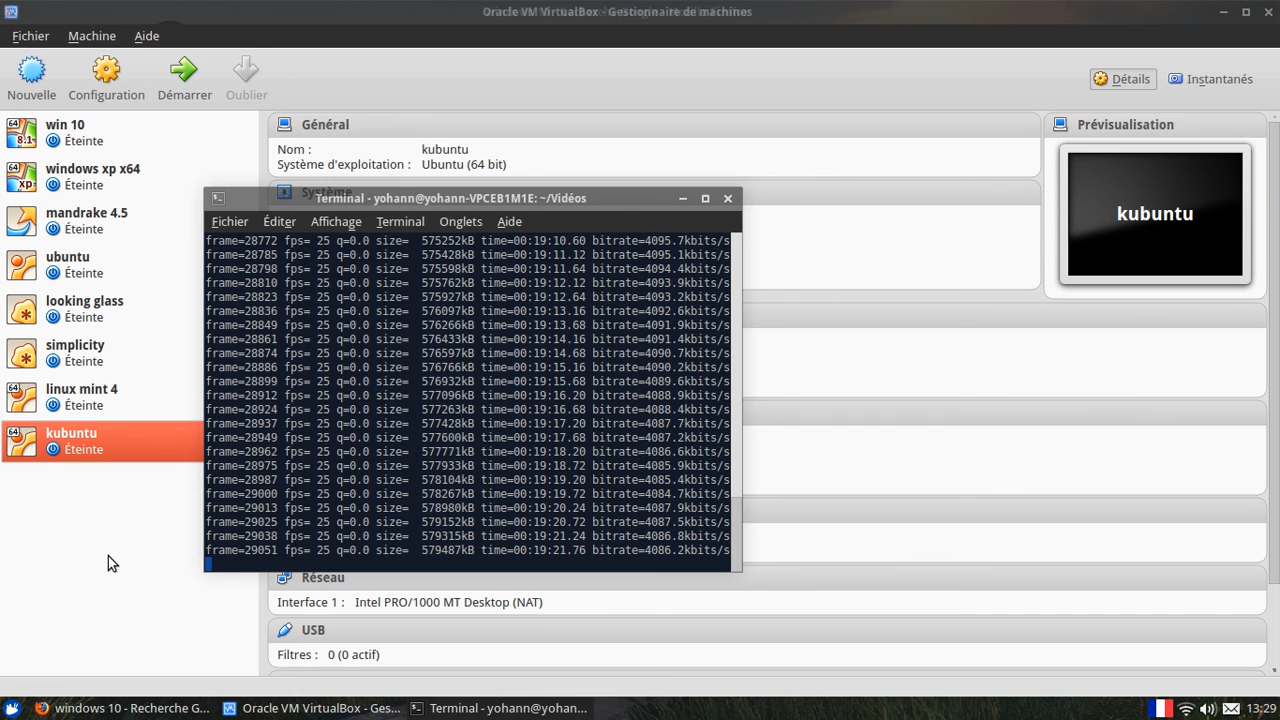 Oracle VM VirtualBox - Gestionnaire de machines
Fichier Machine Aide
Nouvelle Configuration Démarrer Oublier
Détails Instantanés
win 10
Éteinte
windows xp x64
Éteinte
mandrake 4.5
Éteinte
ubuntu
Éteinte
looking glass
Éteinte
simplicity
Éteinte
linux mint 4
Éteinte
kubuntu
Éteinte
Général
Nom : kubuntu
Système d'exploitation : Ubuntu (64 bit)
Système
Prévisualisation
kubuntu
Terminal - yohann@yohann-VPCEB1M1E: ~/Vidéos
Fichier Éditer Affichage Terminal Onglets Aide
frame=28772 fps= 25 q=0.0 size= 575252kB time=00:19:10.60 bitrate=4095.7kbits/s
frame=28785 fps= 25 q=0.0 size= 575428kB time=00:19:11.12 bitrate=4095.1kbits/s
frame=28798 fps= 25 q=0.0 size= 575598kB time=00:19:11.64 bitrate=4094.4kbits/s
frame=28810 fps= 25 q=0.0 size= 575762kB time=00:19:12.12 bitrate=4093.9kbits/s
frame=28823 fps= 25 q=0.0 size= 575927kB time=00:19:12.64 bitrate=4093.2kbits/s
frame=28836 fps= 25 q=0.0 size= 576097kB time=00:19:13.16 bitrate=4092.6kbits/s
frame=28849 fps= 25 q=0.0 size= 576266kB time=00:19:13.68 bitrate=4091.9kbits/s
frame=28861 fps= 25 q=0.0 size= 576433kB time=00:19:14.16 bitrate=4091.4kbits/s
frame=28874 fps= 25 q=0.0 size= 576597kB time=00:19:14.68 bitrate=4090.7kbits/s
frame=28886 fps= 25 q=0.0 size= 576766kB time=00:19:15.16 bitrate=4090.2kbits/s
frame=28899 fps= 25 q=0.0 size= 576932kB time=00:19:15.68 bitrate=4089.6kbits/s
frame=28912 fps= 25 q=0.0 size= 577096kB time=00:19:16.20 bitrate=4088.9kbits/s
frame=28924 fps= 25 q=0.0 size= 577263kB time=00:19:16.68 bitrate=4088.4kbits/s
frame=28937 fps= 25 q=0.0 size= 577428kB time=00:19:17.20 bitrate=4087.7kbits/s
frame=28949 fps= 25 q=0.0 size= 577600kB time=00:19:17.68 bitrate=4087.2kbits/s
frame=28962 fps= 25 q=0.0 size= 577771kB time=00:19:18.20 bitrate=4086.6kbits/s
frame=28975 fps= 25 q=0.0 size= 577933kB time=00:19:18.72 bitrate=4085.9kbits/s
frame=28987 fps= 25 q=0.0 size= 578104kB time=00:19:19.20 bitrate=4085.4kbits/s
frame=29000 fps= 25 q=0.0 size= 578267kB time=00:19:19.72 bitrate=4084.7kbits/s
frame=29013 fps= 25 q=0.0 size= 578980kB time=00:19:20.24 bitrate=4087.9kbits/s
frame=29025 fps= 25 q=0.0 size= 579152kB time=00:19:20.72 bitrate=4087.5kbits/s
frame=29038 fps= 25 q=0.0 size= 579315kB time=00:19:21.24 bitrate=4086.8kbits/s
frame=29051 fps= 25 q=0.0 size= 579487kB time=00:19:21.76 bitrate=4086.2kbits/s
Réseau
Interface 1 : Intel PRO/1000 MT Desktop (NAT)
USB
Filtres : 0 (0 actif)
windows 10 - Recherche G... Oracle VM VirtualBox - Ges... Terminal - yohann@yohan... 13:29